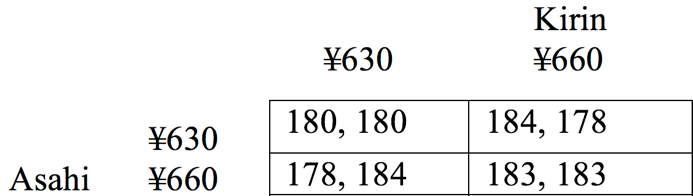 Kirin
¥630 ¥660
¥630 180, 180 184, 178
Asahi ¥660 178, 184 183, 183